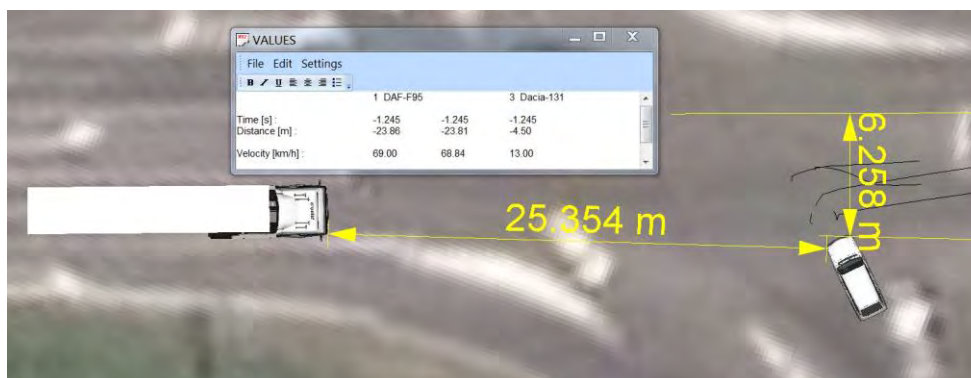 VALUES
File Edit Settings
B I U
1 DAF-F95 3 Dacia-131
Time [s] : -1.245 -1.245 -1.245
Distance [m] : -23.86 -23.81 -4.50
Velocity [km/h] : 69.00 68.84 13.00
6.258 m
25.354 m